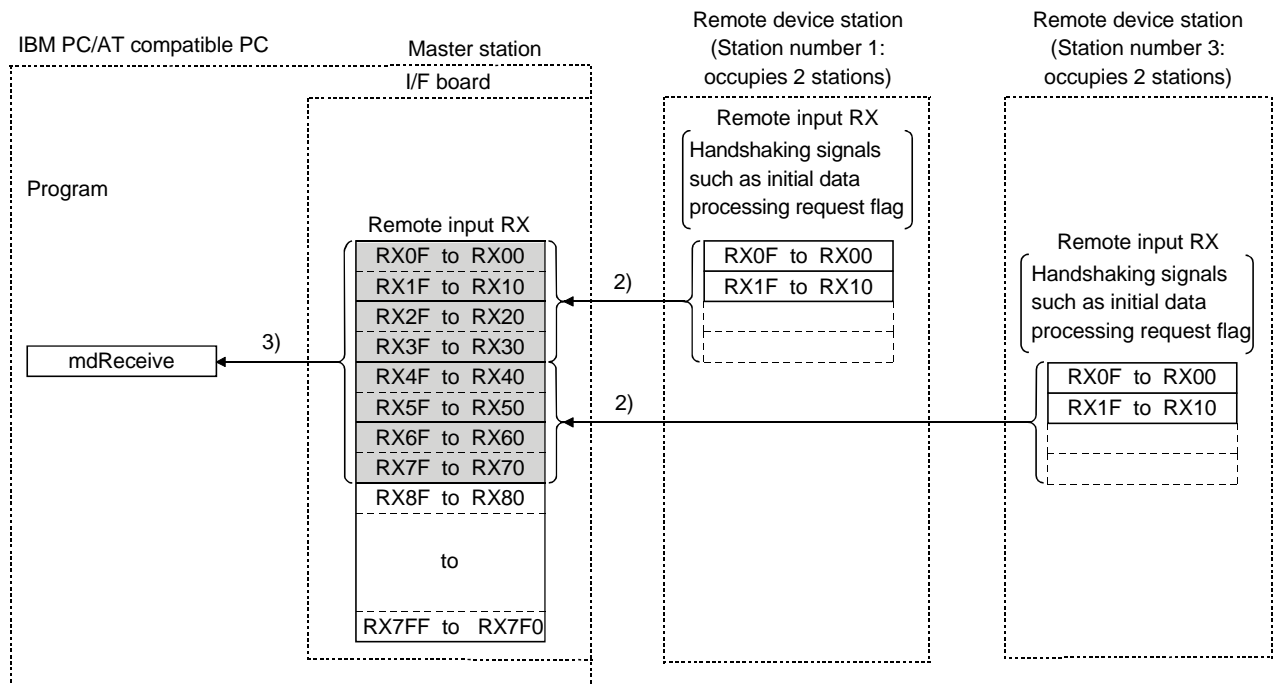 IBM PC/AT compatible PC
Master station
I/F board
Program
Remote input RX
RX0F to RX00
RX1F to RX10
RX2F to RX20
RX3F to RX30
RX4F to RX40
RX5F to RX50
RX6F to RX60
RX7F to RX70
RX8F to RX80
to
RX7FF to RX7F0
mdReceive
3)
2)
2)
Remote device station
(Station number 1:
occupies 2 stations)
Remote input RX
Handshaking signals
such as initial data
processing request flag
RX0F to RX00
RX1F to RX10
Remote device station
(Station number 3:
occupies 2 stations)
Remote input RX
Handshaking signals
such as initial data
processing request flag
RX0F to RX00
RX1F to RX10